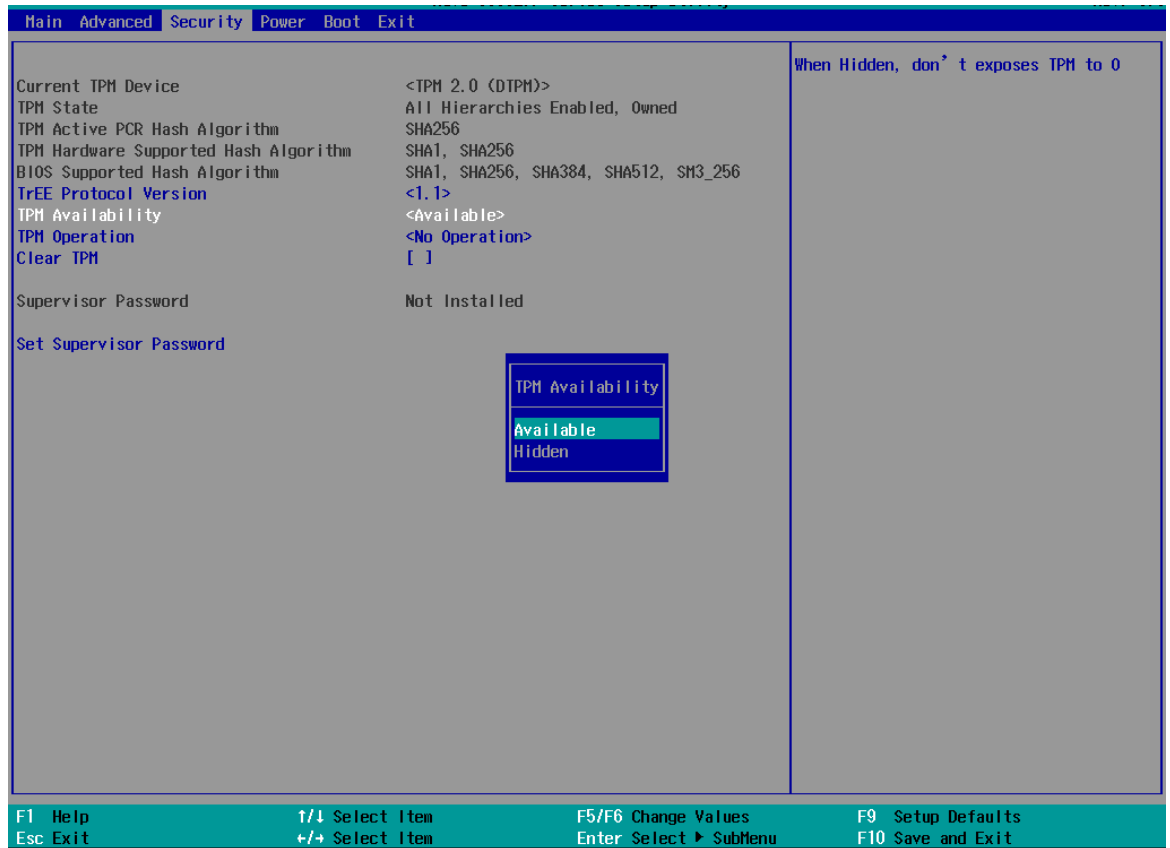 Main Advanced Security Power Boot Exit
When Hidden, don't exposes TPM to O
Current TPM Device <TPM 2.0 (DTPM)>
TPM State All Hierarchies Enabled, Owned
TPM Active PCR Hash Algorithm SHA256
TPM Hardware Supported Hash Algorithm SHA1, SHA256
BIOS Supported Hash Algorithm SHA1, SHA256, SHA384, SHA512, SM3_256
TrEE Protocol Version <1.1>
TPM Availability <Available>
TPM Operation <No Operation>
Clear TPM [ ]
Supervisor Password Not Installed
Set Supervisor Password
TPM Availability
Available
Hidden
F1 Help ↑/↓ Select Item F5/F6 Change Values F9 Setup Defaults
Esc Exit ←/→ Select Item Enter Select ► SubMenu F10 Save and Exit